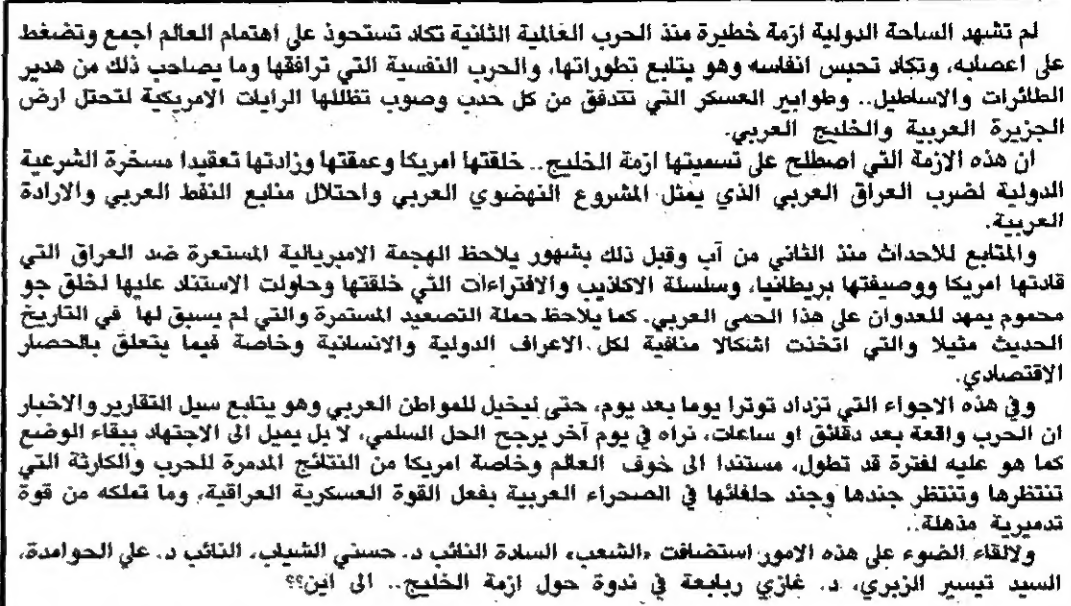 لم تشهد الساحة الدولية ازمة خطيرة منذ الحرب العالمية الثانية تكاد تستحوذ على اهتمام العالم اجمع وتضغط
على اعصابه، وتكاد تحبس انفاسه وهو يتابع تطوراتها، والحرب النفسية التي ترافقها وما يصاحب ذلك من هدير
الطائرات والاساطيل.. وطوابير العسكر التي تتدفق من كل حدب وصوب تظللها الرايات الامريكية لتحتل ارض
الجزيرة العربية والخليج العربي.
ان هذه الازمة التي اصطلح على تسميتها ازمة الخليج.. خلقتها امريكا وعمقتها وزادتها تعقيدا مسخرة الشرعية
الدولية لضرب العراق العربي الذي يمثل المشروع النهضوي العربي واحتلال منابع النفط العربي والارادة
العربية.
والمتابع للاحداث منذ الثاني من آب وقبل ذلك بشهور يلاحظ الهجمة الامبريالية المستعرة ضد العراق التي
قادتها امريكا ووصيفتها بريطانيا، وسلسلة الاكاذيب والافتراءات التي خلقتها وحاولت الاستناد عليها لخلق جو
محموم يمهد للعدوان على هذا الحمى العربي. كما يلاحظ حملة التصعيد المستمرة والتي لم يسبق لها في التاريخ
الحديث مثيلا والتي اتخذت اشكالا منافية لكل الاعراف الدولية والانسانية وخاصة فيما يتعلق بالحصار
الاقتصادي.
وفي هذه الاجواء التي تزداد توترا يوما بعد يوم، حتى ليخيل للمواطن العربي وهو يتابع سيل التقارير والاخبار
ان الحرب واقعة بعد دقائق او ساعات، نراه في يوم آخر يرجح الحل السلمي، لا بل يميل الى الاجتهاد ببقاء الوضع
كما هو عليه لفترة قد تطول، مستندا الى خوف العالم وخاصة امريكا من النتائج المدمرة للحرب والكارثة التي
تنتظرها وتنتظر جندها وجند حلفائها في الصحراء العربية بفعل القوة العسكرية العراقية، وما تملكه من قوة
تدميرية مذهلة..
ولالقاء الضوء على هذه الامور استضافت «الشعب» السادة النائب د. حسني الشياب، النائب د. علي الحوامدة،
السيد تيسير الزبري، د. غازي ربابعة في ندوة حول ازمة الخليج.. الى اين؟؟